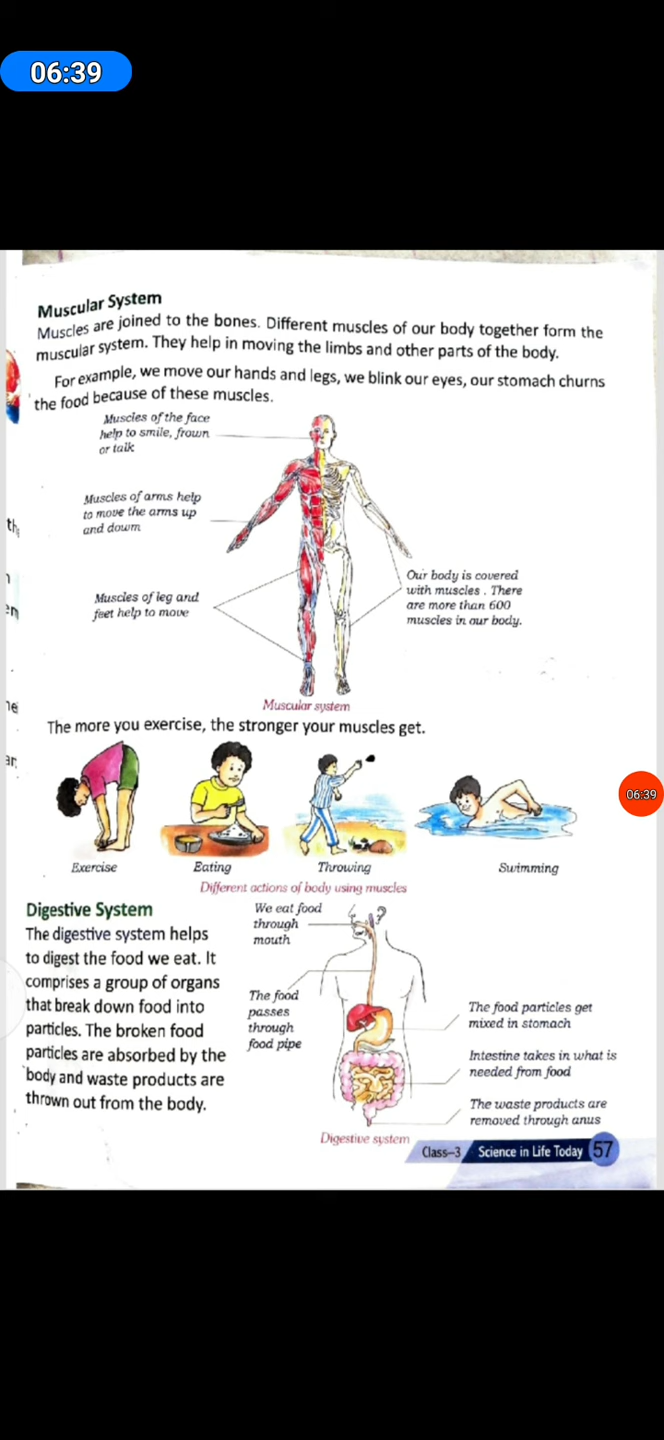 06:39
Muscular System
Muscles are joined to the bones. Different muscles of our body together form the
muscular system. They help in moving the limbs and other parts of the body.
For example, we move our hands and legs, we blink our eyes, our stomach churns
the food because of these muscles.
Muscles of the face
help to smile, frown
or talk
Muscles of arms help
to move the arms up
and dowm
Muscles of leg and
feet help to move
Our body is covered
with muscles . There
are more than 600
muscles in our body.
Muscular system
The more you exercise, the stronger your muscles get.
06:39
Exercise
Eating
Throwing
Swimming
Different actions of body using muscles
Digestive System
The digestive system helps
to digest the food we eat. It
comprises a group of organs
that break down food into
particles. The broken food
particles are absorbed by the
body and waste products are
thrown out from the body.
We eat food
through
mouth
The food
passes
through
food pipe
The food particles get
mixed in stomach
Intestine takes in what is
needed from food
The waste products are
removed through anus
Digestive system
Class–3 Science in Life Today 57